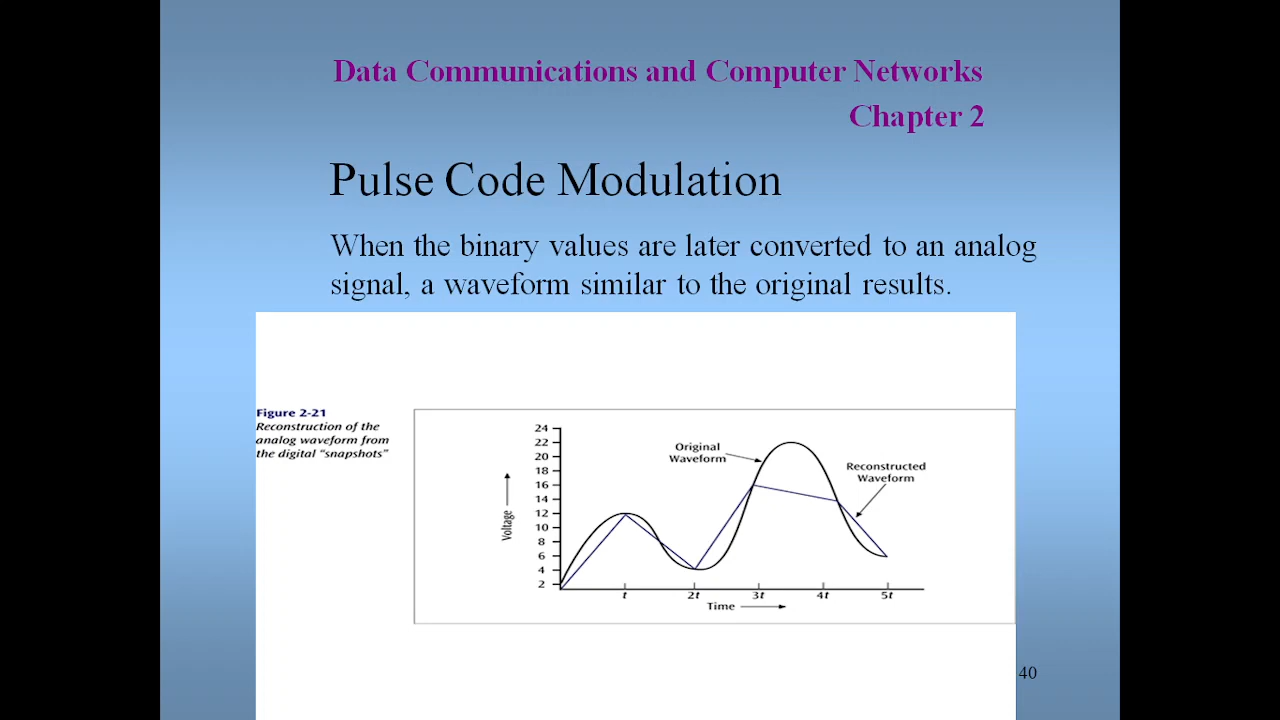 Data Communications and Computer Networks
Chapter 2
Pulse Code Modulation
When the binary values are later converted to an analog
signal, a waveform similar to the original results.
Figure 2-21
Reconstruction of the
analog waveform from
the digital “snapshots”
24
22
20
18
16
14
12
10
8
6
4
2
Voltage
Original
Waveform
Reconstructed
Waveform
t 2t 3t 4t 5t
Time
40